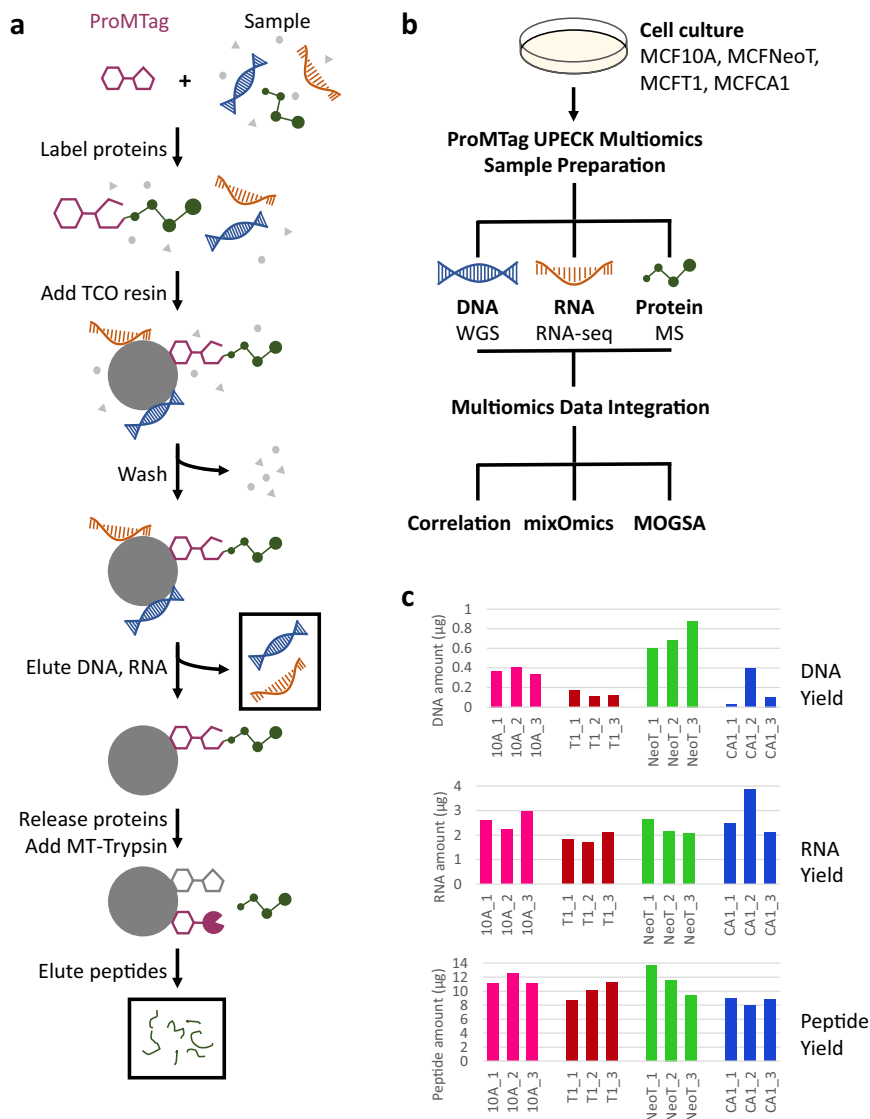 a
ProMTag
Sample
+
Label proteins
Add TCO resin
Wash
Elute DNA, RNA
Release proteins
Add MT-Trypsin
Elute peptides
b
Cell culture
MCF10A, MCFNeoT,
MCFT1, MCFCA1
ProMTag UPECK Multiomics
Sample Preparation
DNA RNA Protein
WGS RNA-seq MS
Multiomics Data Integration
Correlation mixOmics MOGSA
c
DNA amount (µg)
1
0.8
0.6
0.4
0.2
0
10A_1 10A_2 10A_3 T1_1 T1_2 T1_3 NeoT_1 NeoT_2 NeoT_3 CA1_1 CA1_2 CA1_3
DNA
Yield
RNA amount (µg)
4
3
2
1
0
10A_1 10A_2 10A_3 T1_1 T1_2 T1_3 NeoT_1 NeoT_2 NeoT_3 CA1_1 CA1_2 CA1_3
RNA
Yield
Peptide amount (µg)
14
12
10
8
6
4
2
0
10A_1 10A_2 10A_3 T1_1 T1_2 T1_3 NeoT_1 NeoT_2 NeoT_3 CA1_1 CA1_2 CA1_3
Peptide
Yield